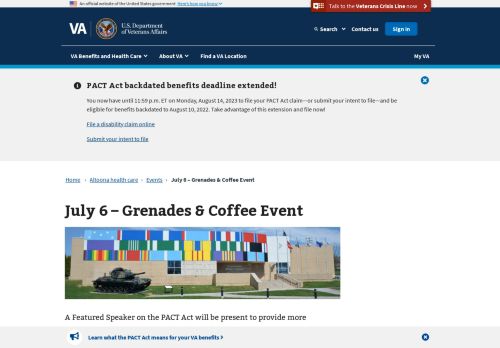 An official website of the United States government Here's how you know
Talk to the Veterans Crisis Line now
VA
U.S. Department
of Veterans Affairs
Search
Contact us
Sign in
VA Benefits and Health Care
About VA
Find a VA Location
My VA
PACT Act backdated benefits deadline extended!
You now have until 11:59 p.m. ET on Monday, August 14, 2023 to file your PACT Act claim—or submit your intent to file—and be
eligible for benefits backdated to August 10, 2022. Take advantage of this extension and file now!
File a disability claim online
Submit your intent to file
Home › Altoona health care › Events › July 6 – Grenades & Coffee Event
July 6 – Grenades & Coffee Event
A Featured Speaker on the PACT Act will be present to provide more
Learn what the PACT Act means for your VA benefits